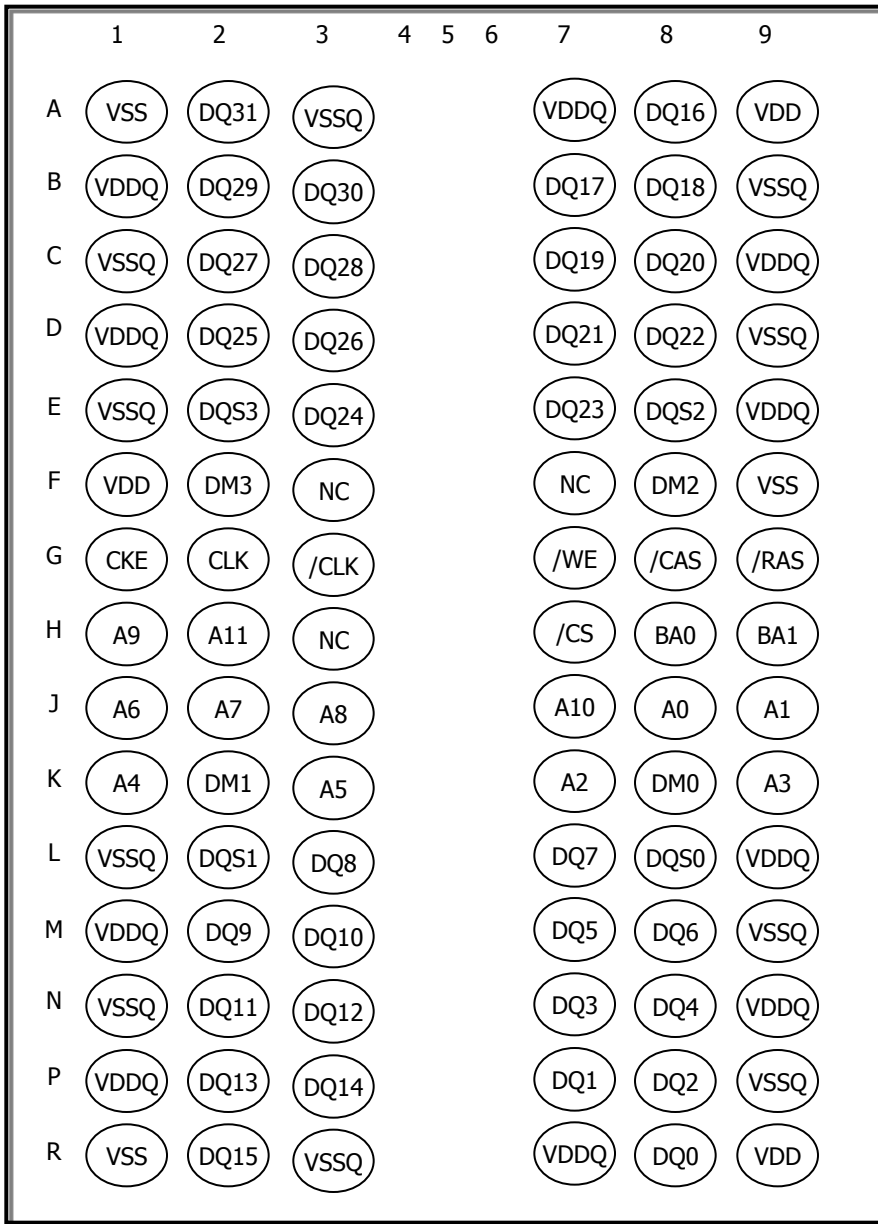 1 2 3 4 5 6 7 8 9
A VSS DQ31 VSSQ VDDQ DQ16 VDD
B VDDQ DQ29 DQ30 DQ17 DQ18 VSSQ
C VSSQ DQ27 DQ28 DQ19 DQ20 VDDQ
D VDDQ DQ25 DQ26 DQ21 DQ22 VSSQ
E VSSQ DQS3 DQ24 DQ23 DQS2 VDDQ
F VDD DM3 NC NC DM2 VSS
G CKE CLK /CLK /WE /CAS /RAS
H A9 A11 NC /CS BA0 BA1
J A6 A7 A8 A10 A0 A1
K A4 DM1 A5 A2 DM0 A3
L VSSQ DQS1 DQ8 DQ7 DQS0 VDDQ
M VDDQ DQ9 DQ10 DQ5 DQ6 VSSQ
N VSSQ DQ11 DQ12 DQ3 DQ4 VDDQ
P VDDQ DQ13 DQ14 DQ1 DQ2 VSSQ
R VSS DQ15 VSSQ VDDQ DQ0 VDD